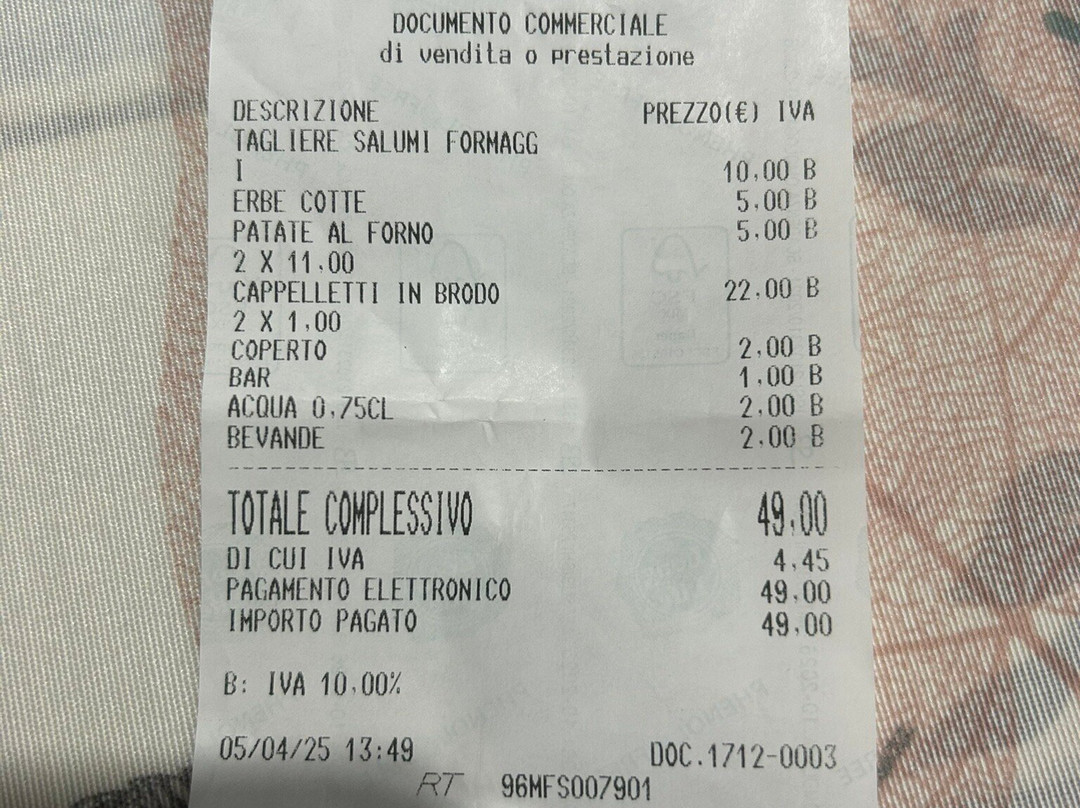 DOCUMENTO COMMERCIALE
di vendita o prestazione
DESCRIZIONE PREZZO(€) IVA
TAGLIERE SALUMI FORMAGG
I 10,00 B
ERBE COTTE 5,00 B
PATATE AL FORNO 5,00 B
2 X 11,00
CAPPELLETTI IN BRODO 22,00 B
2 X 1,00
COPERTO 2,00 B
BAR 1,00 B
ACQUA 0,75CL 2,00 B
BEVANDE 2,00 B
TOTALE COMPLESSIVO 49,00
DI CUI IVA 4,45
PAGAMENTO ELETTRONICO 49,00
IMPORTO PAGATO 49,00
B: IVA 10,00%
05/04/25 13:49 DOC.1712-0003
RT 96MFS007901